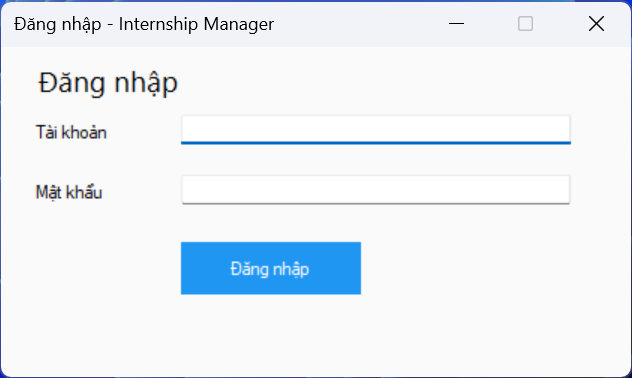 Đăng nhập - Internship Manager
Đăng nhập
Tài khoản
Mật khẩu
Đăng nhập